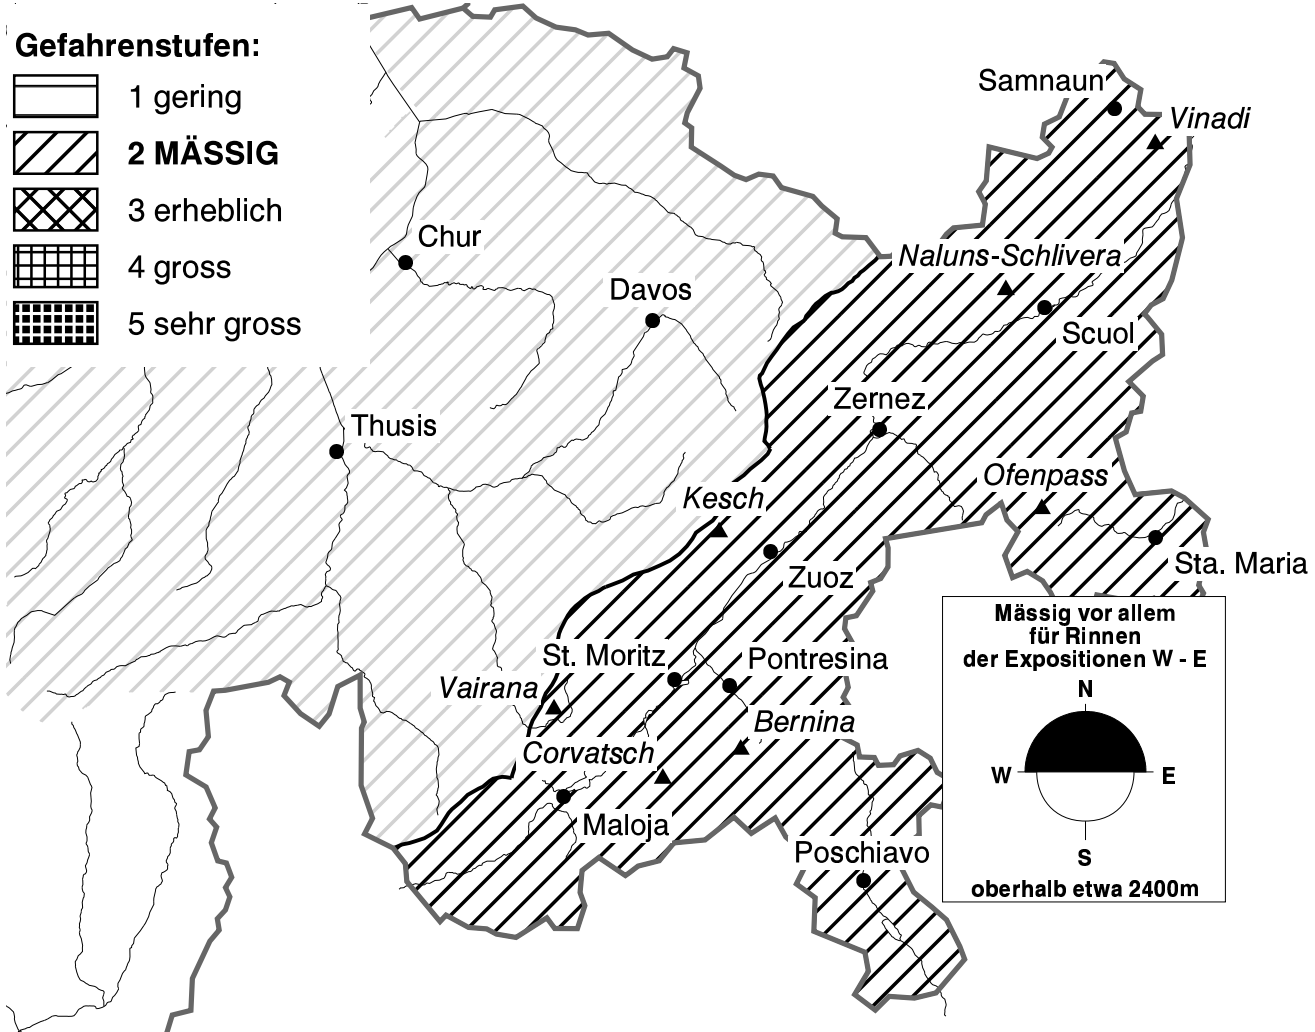 Gefahrenstufen:
1 gering
2 MÄSSIG
3 erheblich
4 gross
5 sehr gross
Samnaun
Vinadi
Chur
Naluns-Schlivera
Davos
Scuol
Zernez
Thusis
Ofenpass
Kesch
Sta. Maria
Zuoz
St. Moritz
Pontresina
Vairana
Bernina
Corvatsch
Maloja
Poschiavo
Mässig vor allem
für Rinnen
der Expositionen W - E
N
W
E
S
oberhalb etwa 2400m